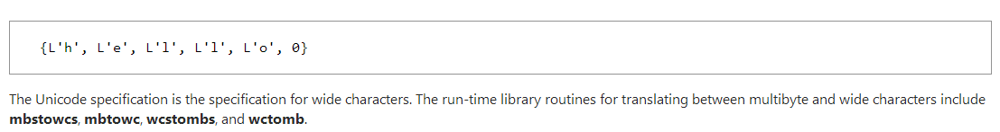 {L'h', L'e', L'l', L'l', L'o', 0}
The Unicode specification is the specification for wide characters. The run-time library routines for translating between multibyte and wide characters include
mbstowcs, mbtowc, wcstombs, and wctomb.